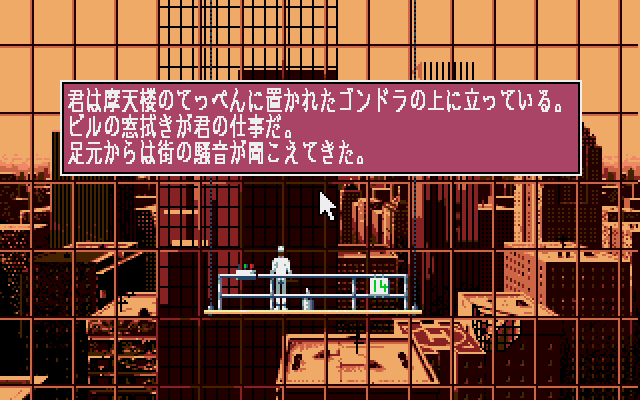 君は摩天楼のてっぺんに置かれたゴンドラの上に立っている。
ビルの窓拭きが君の仕事だ。
足元からは街の騒音が聞こえてきた。
14